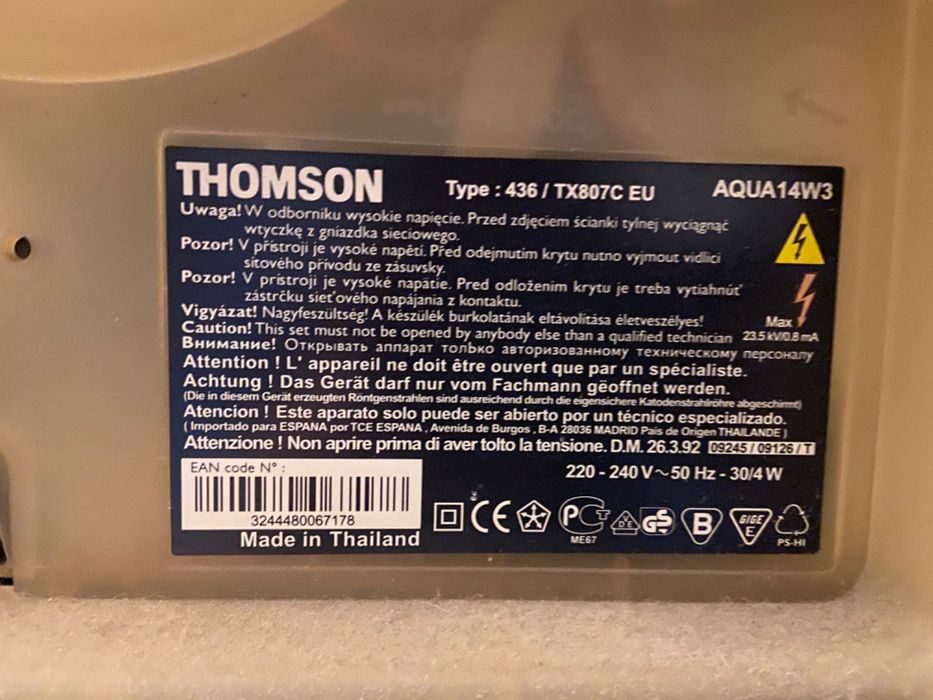 THOMSON Type : 436 / TX807C EU AQUA14W3
Uwaga! W odborniku wysokie napięcie. Przed zdjęciem ścianki tylnej wyciągnąć
wtyczkę z gniazdka sieciowego.
Pozor! V přístroji je vysoké napětí. Před odejmutím krytu nutno vyjmout vidlici
síťového přívodu ze zásuvsky.
Pozor! V prístroji je vysoké napätie. Pred odložením krytu je treba vytiahnúť
zástrčku sieťového napájania z kontaktu.
Vigyázat! Nagyfeszültség! A készülék burkolatának eltávolítása életveszélyes!
Caution! This set must not be opened by anybody else than a qualified technician
Max
23.5 kV/0.8 mA
Внимание! Открывать аппарат только авторизованному техническому персоналу
Attention ! L' appareil ne doit être ouvert que par un spécialiste.
Achtung ! Das Gerät darf nur vom Fachmann geöffnet werden.
(Die in diesem Gerät erzeugten Röntgenstrahlen sind ausreichend durch die eigensichere Katodenstrahlröhre abgeschirmt)
Atencion ! Este aparato solo puede ser abierto por un técnico especializado.
( Importado para ESPANA por TCE ESPANA , Avenida de Burgos , 8-A 28036 MADRID Pais de Origen THAILANDE )
Attenzione ! Non aprire prima di aver tolto la tensione. D.M. 26.3.92 09245 / 09126 / T
EAN code N° :
220 - 240 V ~ 50 Hz - 30/4 W
3244480067178
Made in Thailand
CE
ME67
DE
GS
B
GIGE
E
PS-HI